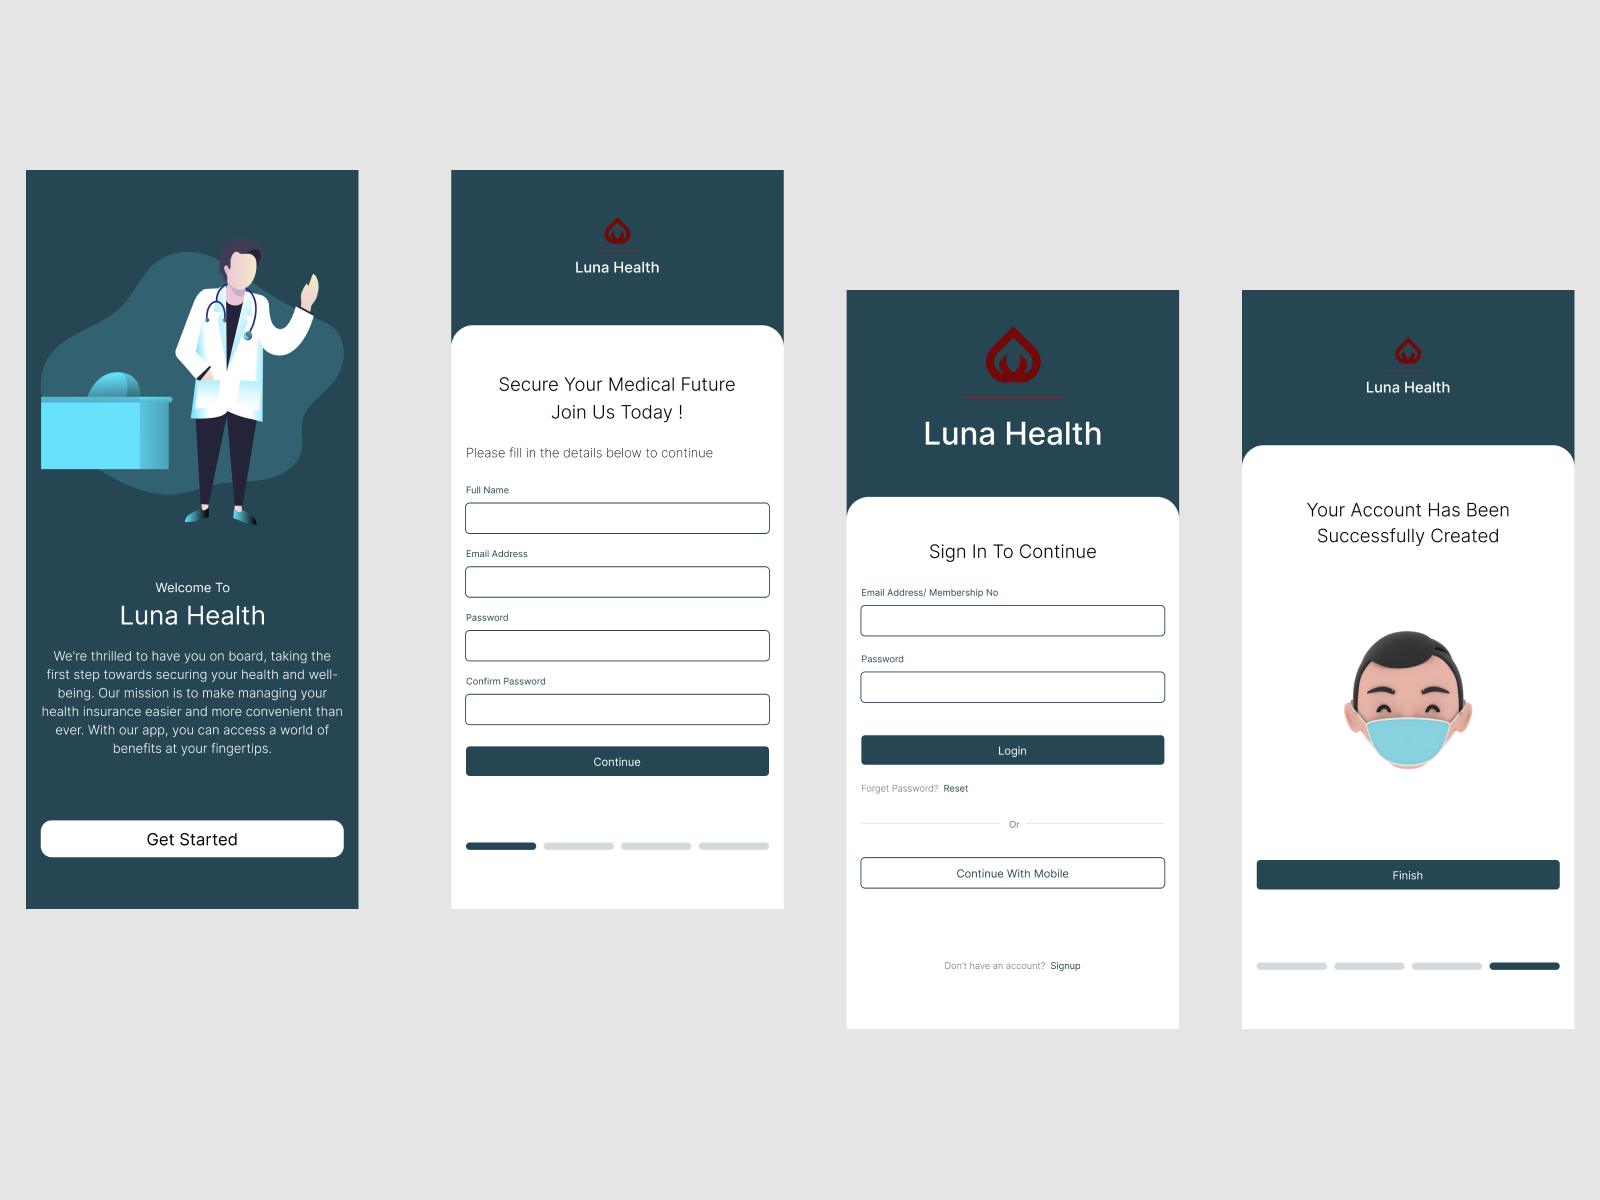 Welcome To
Luna Health
We're thrilled to have you on board, taking the
first step towards securing your health and well-
being. Our mission is to make managing your
health insurance easier and more convenient than
ever. With our app, you can access a world of
benefits at your fingertips.
Get Started
Luna Health
Secure Your Medical Future
Join Us Today !
Please fill in the details below to continue
Full Name
Email Address
Password
Confirm Password
Continue
Luna Health
Sign In To Continue
Email Address/ Membership No
Password
Login
Forget Password? Reset
Or
Continue With Mobile
Don't have an account? Signup
Luna Health
Your Account Has Been
Successfully Created
Finish